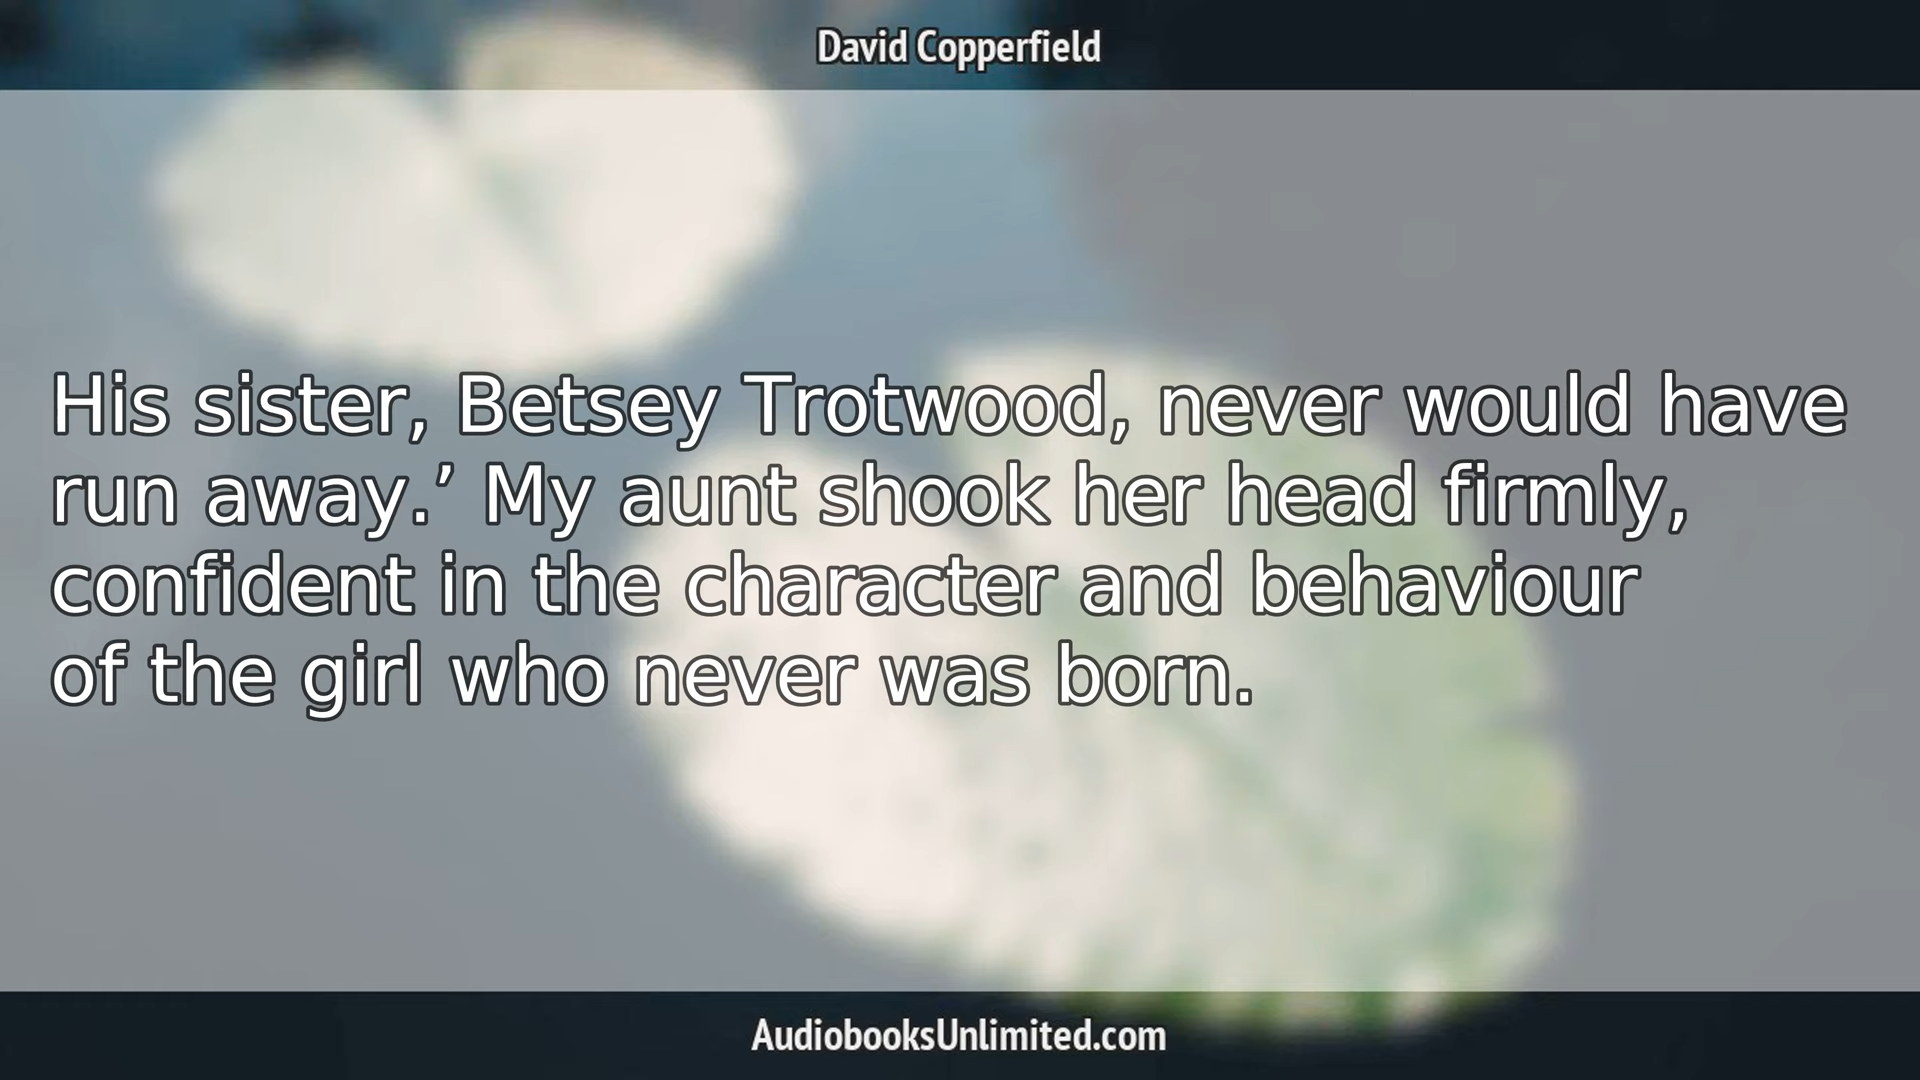 David Copperfield
His sister, Betsey Trotwood, never would have
run away.’ My aunt shook her head firmly,
confident in the character and behaviour
of the girl who never was born.
AudiobooksUnlimited.com